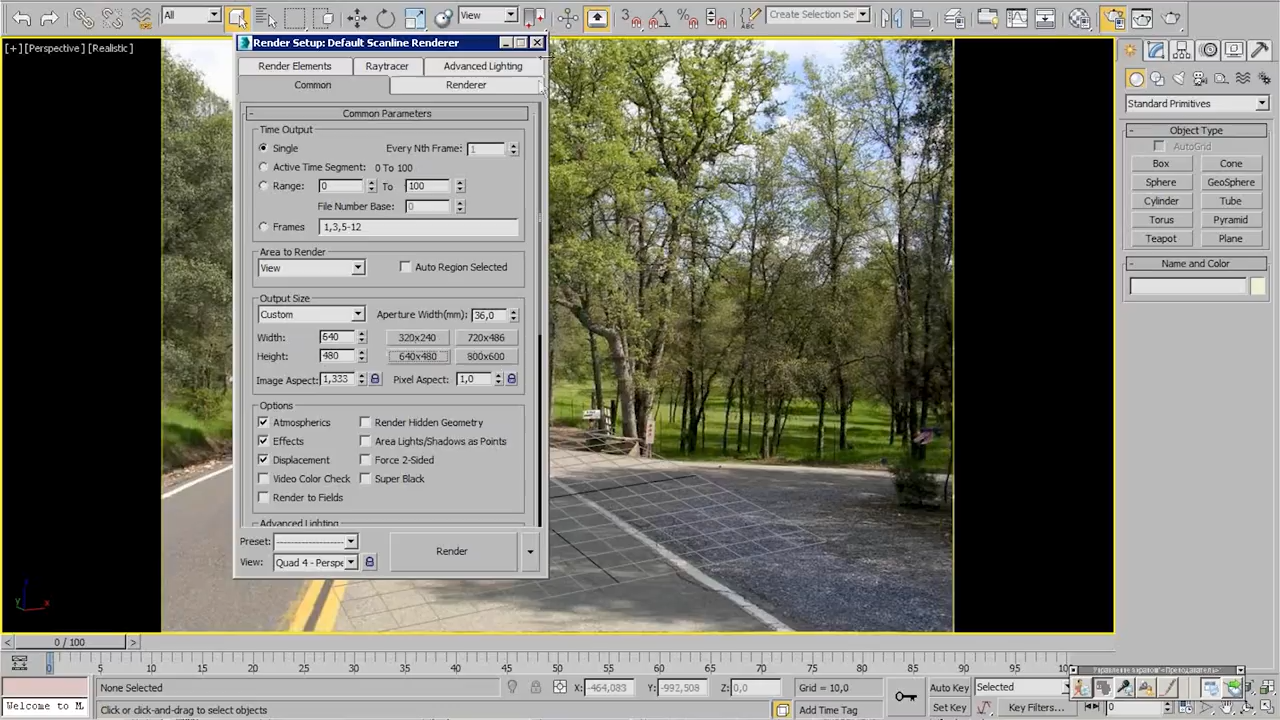 All
View
Create Selection Se
[+] [Perspective] [Realistic]
Render Setup: Default Scanline Renderer
Render Elements Raytracer Advanced Lighting
Common Renderer
- Common Parameters
Time Output
Single Every Nth Frame: 1
Active Time Segment: 0 To 100
Range: 0 To 100
File Number Base: 0
Frames 1,3,5-12
Area to Render
View Auto Region Selected
Output Size
Custom Aperture Width(mm): 36,0
Width: 640 320x240 720x486
Height: 480 640x480 800x600
Image Aspect: 1,333 Pixel Aspect: 1,0
Options
Atmospherics Render Hidden Geometry
Effects Area Lights/Shadows as Points
Displacement Force 2-Sided
Video Color Check Super Black
Render to Fields
Advanced Lighting
Preset: --------------------
View: Quad 4 - Perspe Render
Standard Primitives
- Object Type
AutoGrid
Box Cone
Sphere GeoSphere
Cylinder Tube
Torus Pyramid
Teapot Plane
- Name and Color
y x
< 0 / 100 >
0 5 10 15 20 25 30 35 40 45 50 55 60 65 70 75 80 85 90 95 100
Управление экраном "Преподаватель"
None Selected X: -464,083 Y: -992,508 Z: 0,0 Grid = 10,0 Auto Key Selected
Welcome to M Click or click-and-drag to select objects Add Time Tag Set Key Key Filters... 0